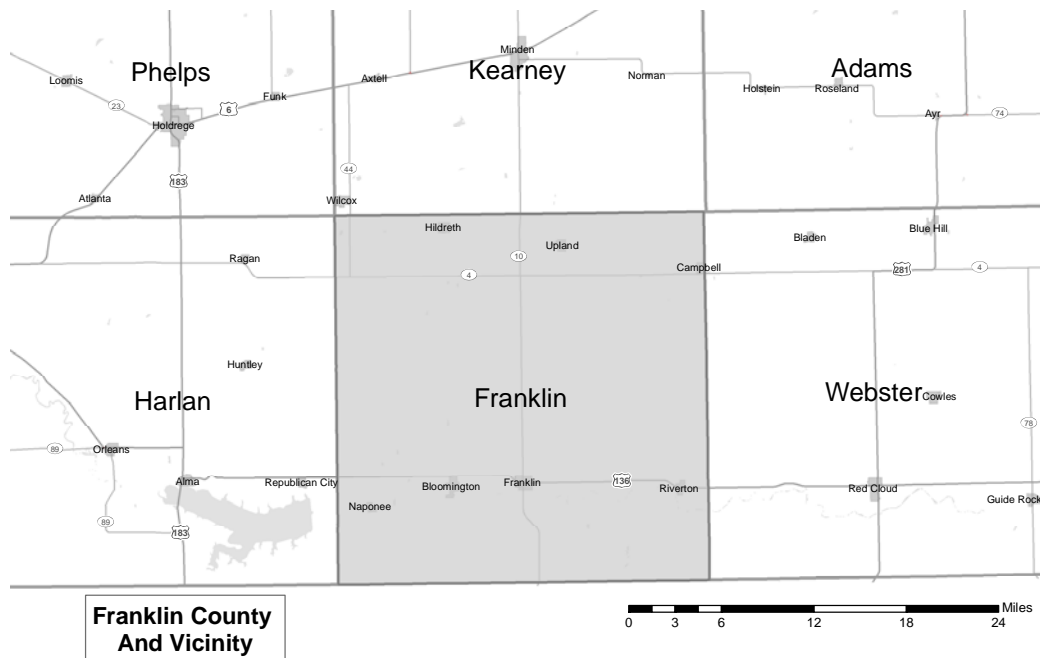 Minden
Phelps
Kearney
Adams
Loomis
Axtell
Norman
Funk
Holstein
Roseland
23
6
Holdrege
Ayr
74
44
183
Atlanta
Wilcox
Hildreth
Upland
Bladen
Blue Hill
Ragan
10
Campbell
4
281
4
Huntley
Harlan
Franklin
Webster
Cowles
78
89
Orleans
Alma
Republican City
Bloomington
Franklin
136
Riverton
Red Cloud
Naponee
Guide Rock
89
183
Franklin County
And Vicinity
Miles
0 3 6 12 18 24